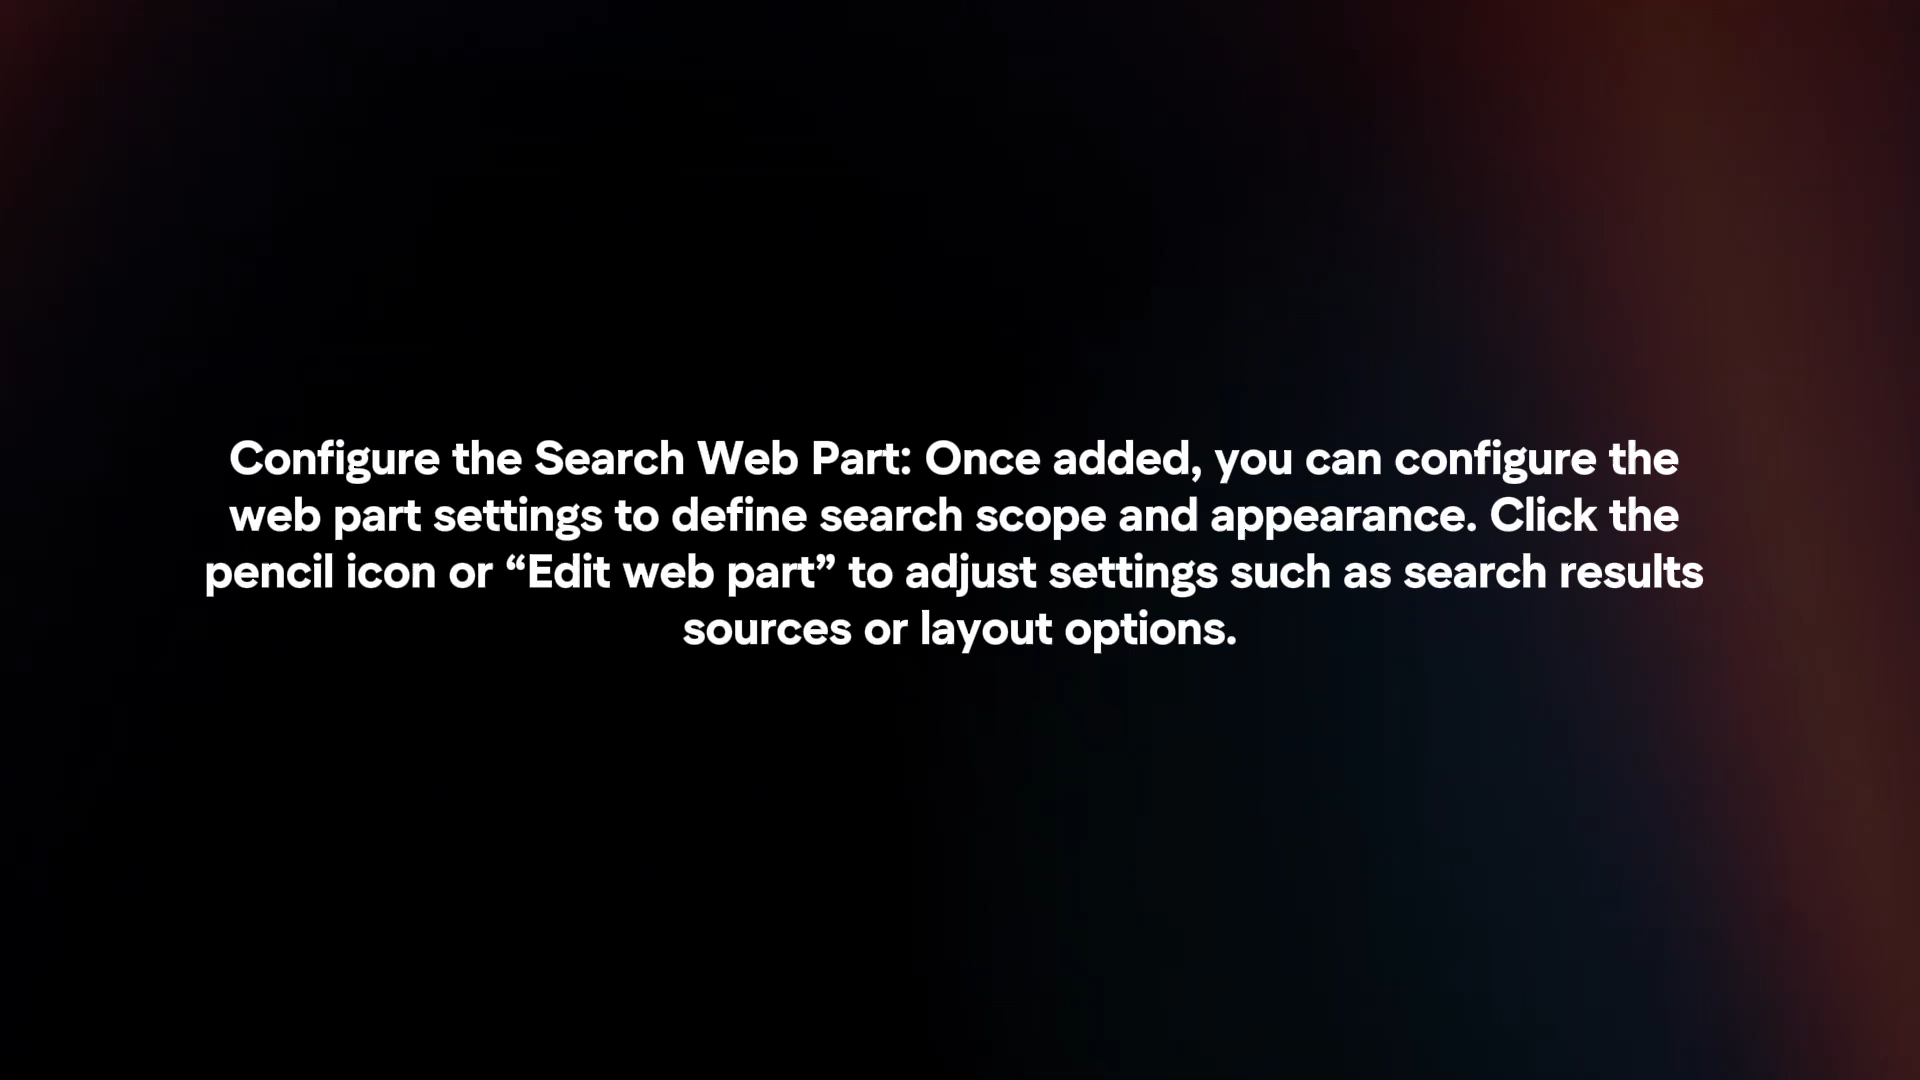 Configure the Search Web Part: Once added, you can configure the
web part settings to define search scope and appearance. Click the
pencil icon or “Edit web part” to adjust settings such as search results
sources or layout options.